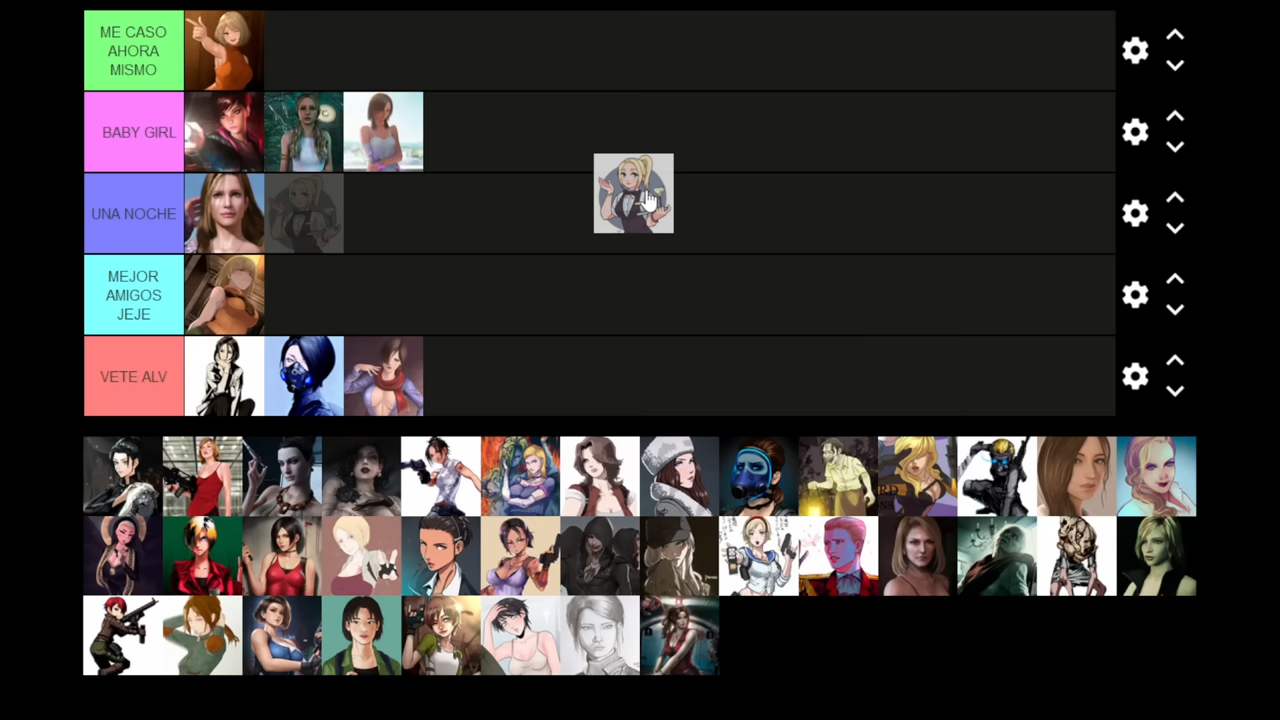 ME CASO
AHORA
MISMO
BABY GIRL
UNA NOCHE
MEJOR
AMIGOS
JEJE
VETE ALV